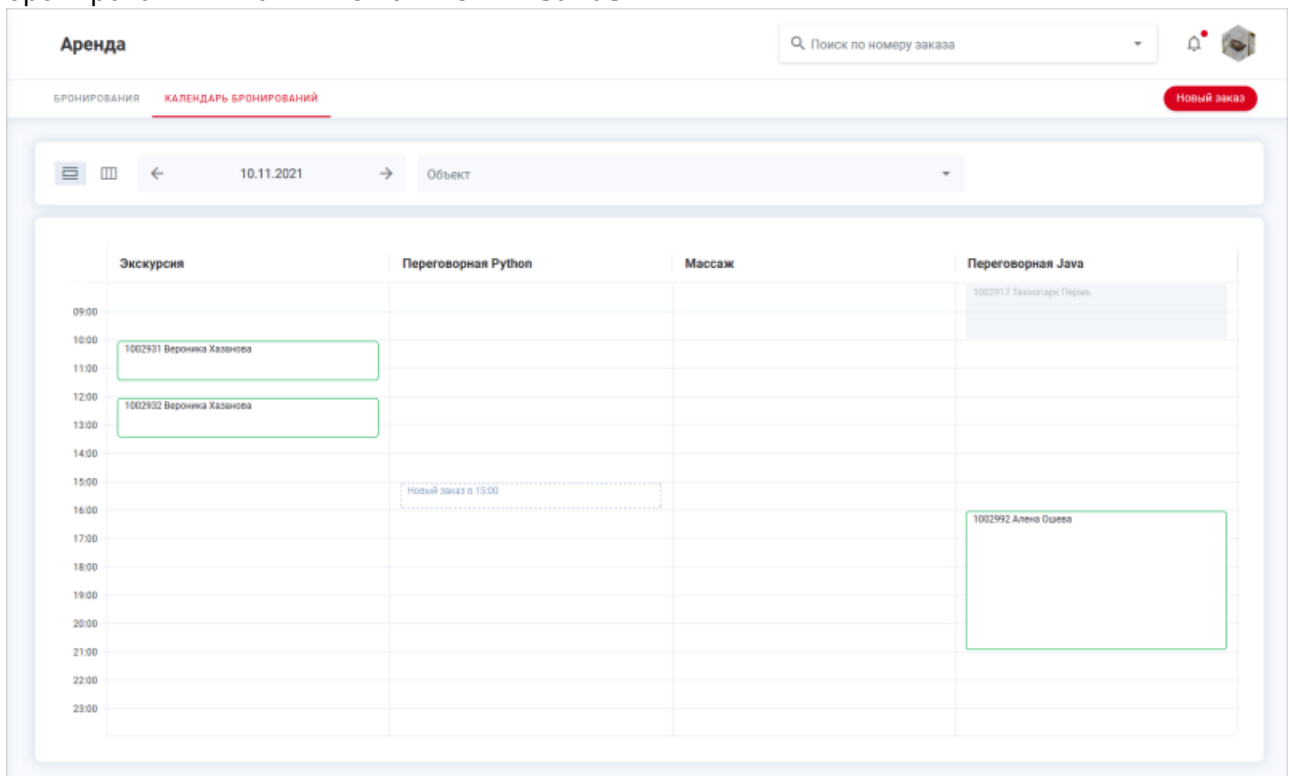 Аренда
Поиск по номеру заказа
БРОНИРОВАНИЯ КАЛЕНДАРЬ БРОНИРОВАНИЙ
Новый заказ
10.11.2021
Объект
Экскурсия Переговорная Python Массаж Переговорная Java
1002917 Технопарк Пермь
09:00
10:00
1002931 Вероника Хазанова
11:00
12:00
1002932 Вероника Хазанова
13:00
14:00
15:00
Новый заказ в 15:00
16:00
1002992 Алена Ошева
17:00
18:00
19:00
20:00
21:00
22:00
23:00